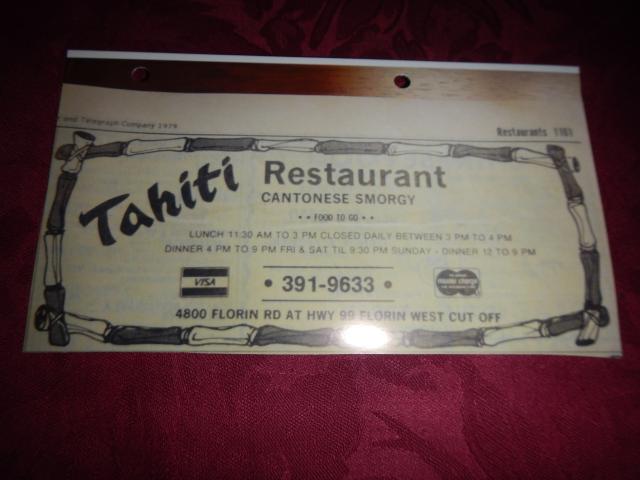 and Telegraph Company 1979
Restaurants 1101
Tahiti Restaurant
CANTONESE SMORGY
• • FOOD TO GO • •
LUNCH 11:30 AM TO 3 PM CLOSED DAILY BETWEEN 3 PM TO 4 PM
DINNER 4 PM TO 9 PM FRI & SAT TIL 9:30 PM SUNDAY - DINNER 12 TO 9 PM
VISA
• 391-9633 •
master charge
4800 FLORIN RD AT HWY 99 FLORIN WEST CUT OFF